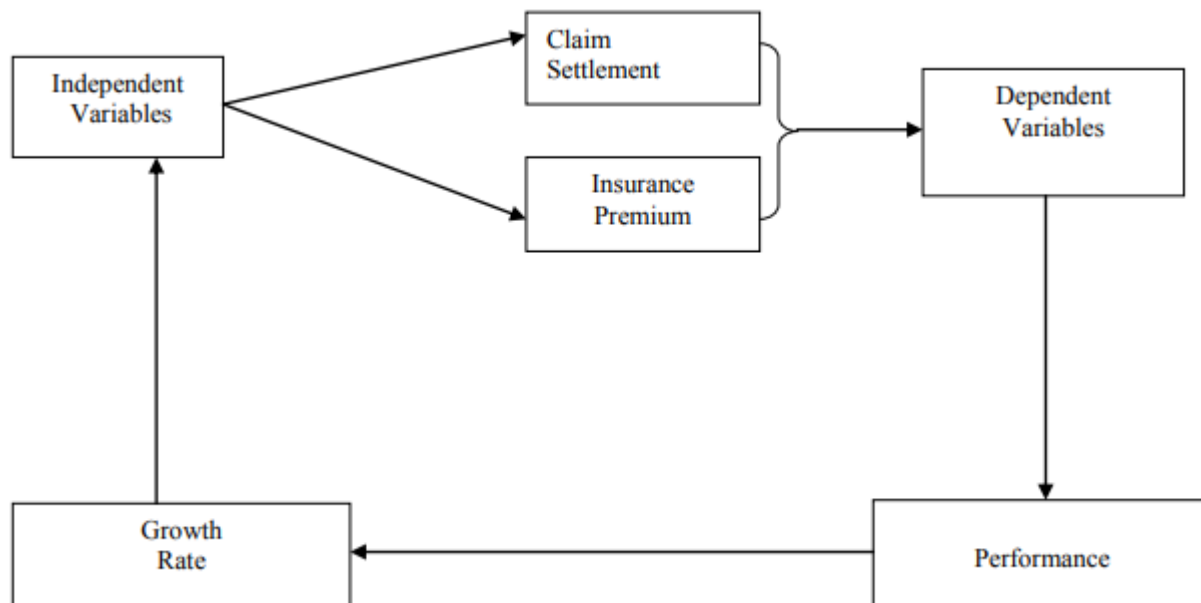 Independent
Variables
Claim
Settlement
Insurance
Premium
Dependent
Variables
Growth
Rate
Performance